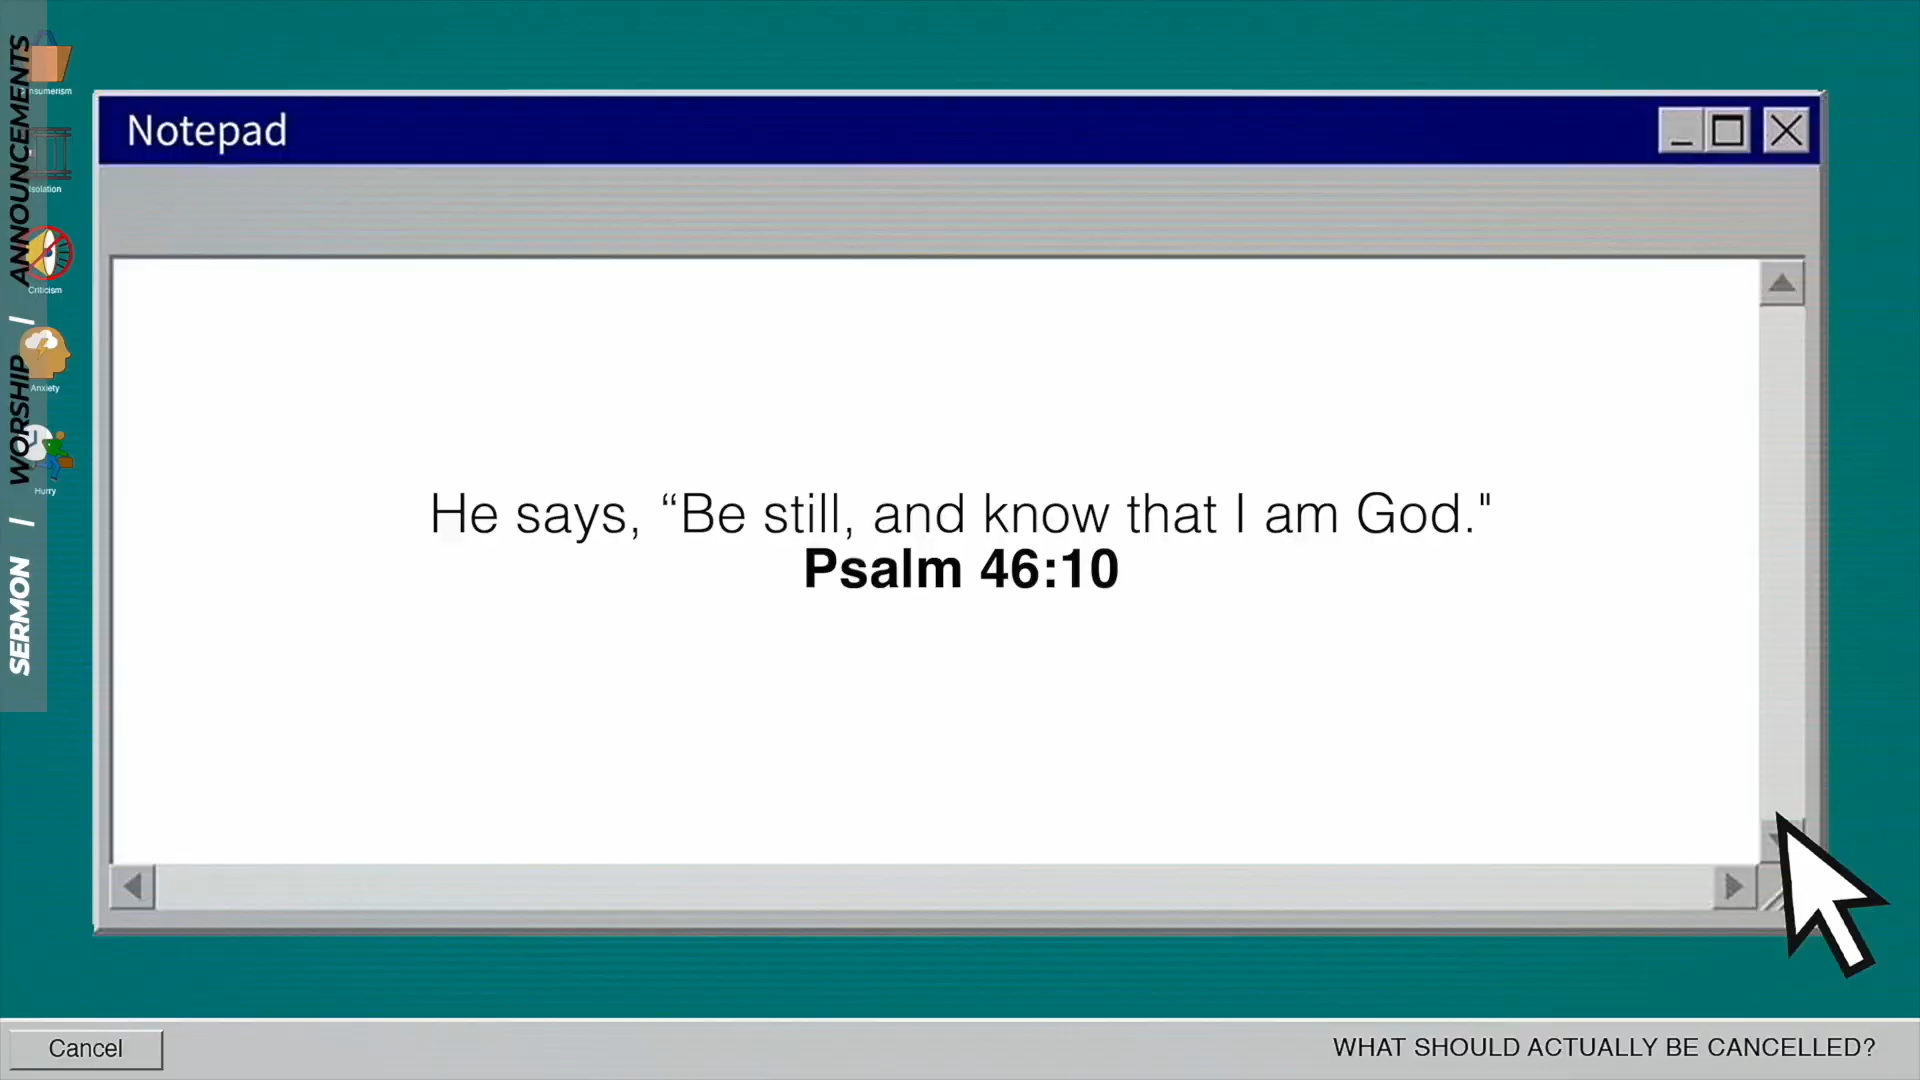 Notepad
nsumerism
Isolation
Criticism
Anxiety
Hurry
SERMON | WORSHIP | ANNOUNCEMENTS
He says, “Be still, and know that I am God."
Psalm 46:10
Cancel
WHAT SHOULD ACTUALLY BE CANCELLED?